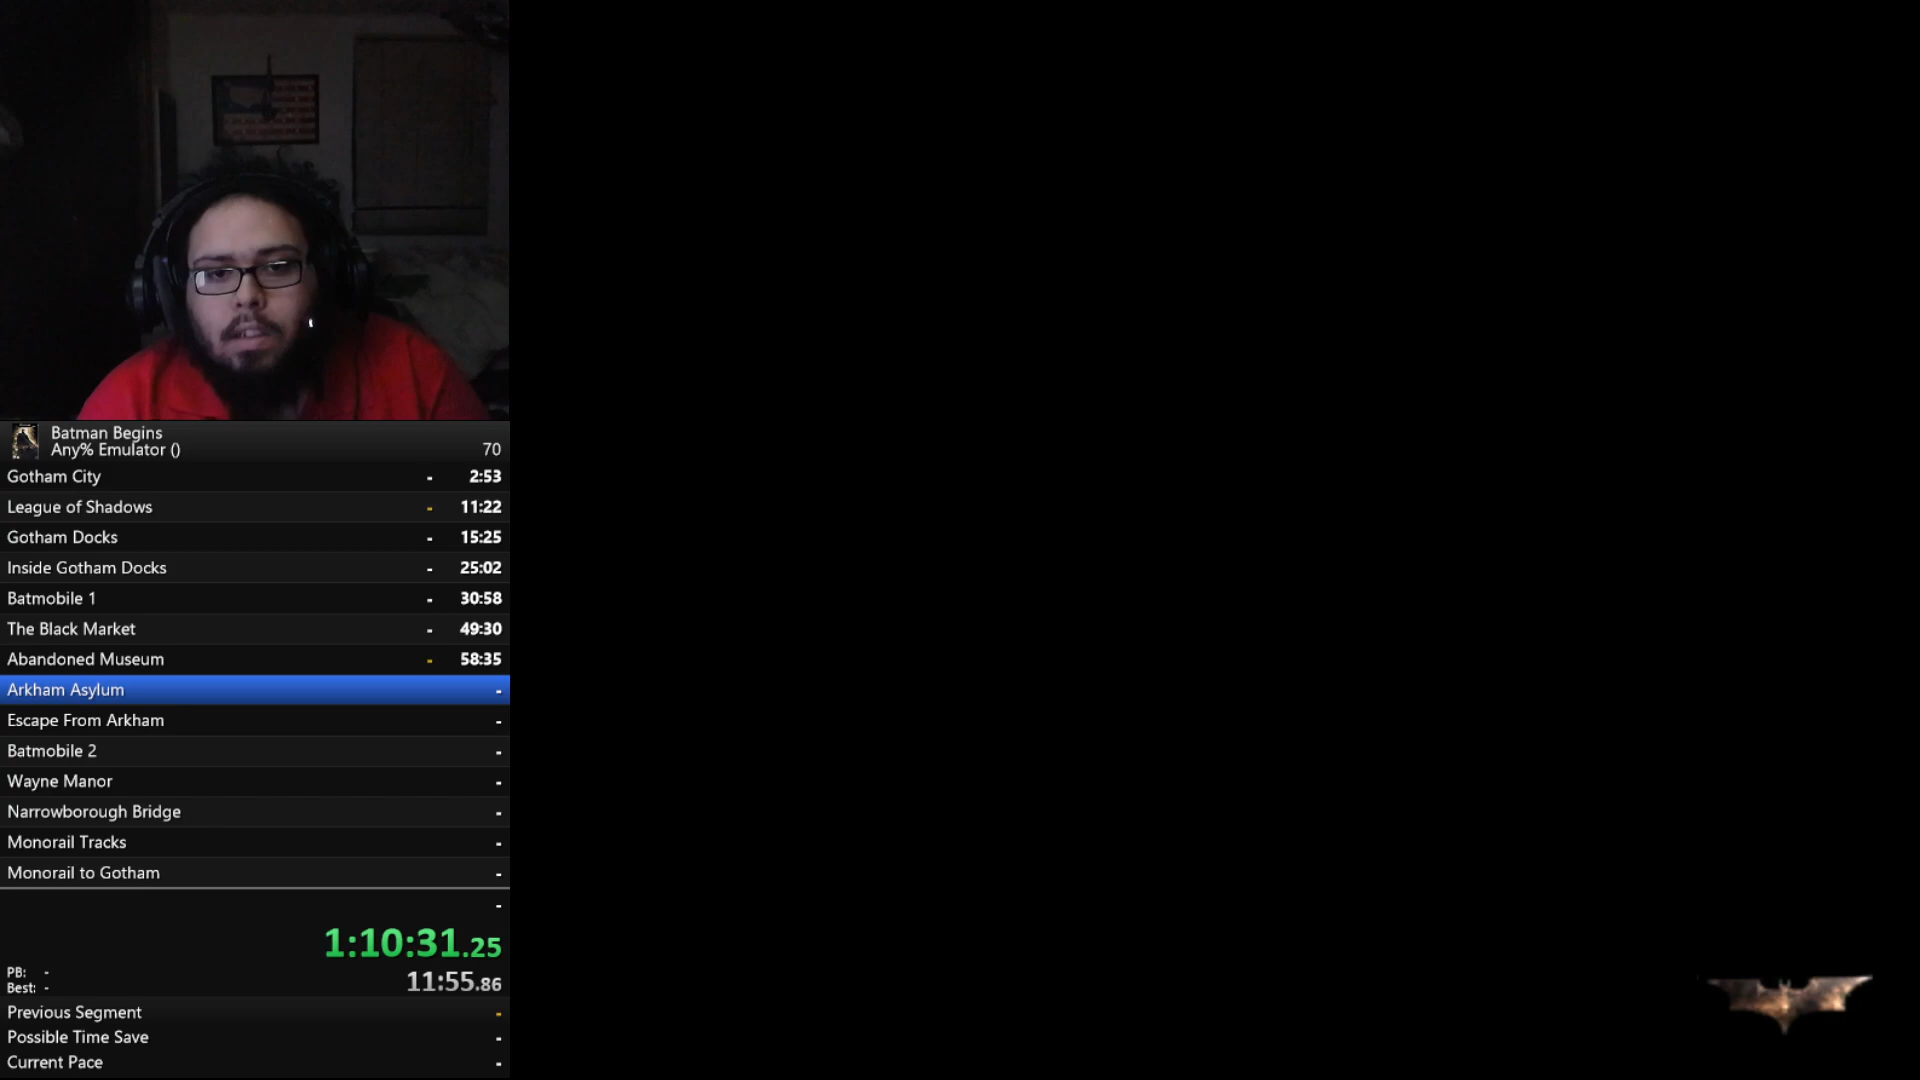 Batman Begins
Any% Emulator () 70
Gotham City - 2:53
League of Shadows - 11:22
Gotham Docks - 15:25
Inside Gotham Docks - 25:02
Batmobile 1 - 30:58
The Black Market - 49:30
Abandoned Museum - 58:35
Arkham Asylum -
Escape From Arkham -
Batmobile 2 -
Wayne Manor -
Narrowborough Bridge -
Monorail Tracks -
Monorail to Gotham -
-
1:10:31.25
PB: -
Best: - 11:55.86
Previous Segment -
Possible Time Save -
Current Pace -